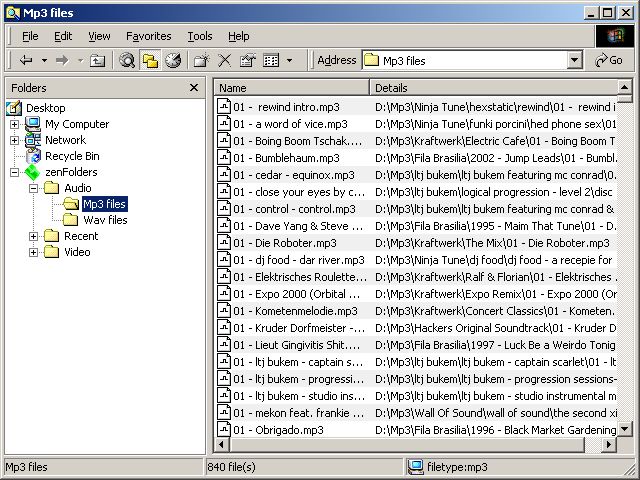 Mp3 files
File Edit View Favorites Tools Help
Address Mp3 files Go
Folders
Name Details
Desktop
My Computer
Network
Recycle Bin
zenFolders
Audio
Mp3 files
Wav files
Recent
Video
01 - rewind intro.mp3 D:\Mp3\Ninja Tune\hexstatic\rewind\01 - rewind i
01 - a word of vice.mp3 D:\Mp3\Ninja Tune\funki porcini\hed phone sex\01
01 - Boing Boom Tschak.... D:\Mp3\Kraftwerk\Electric Cafe\01 - Boing Boom T
01 - Bumblehaum.mp3 D:\Mp3\Fila Brasilia\2002 - Jump Leads\01 - Bumbl
01 - cedar - equinox.mp3 D:\Mp3\ltj bukem\ltj bukem featuring mc conrad\0
01 - close your eyes by c... D:\Mp3\ltj bukem\logical progression - level 2\disc
01 - control - control.mp3 D:\Mp3\ltj bukem\ltj bukem featuring mc conrad &
01 - Dave Yang & Steve ... D:\Mp3\Fila Brasilia\1995 - Maim That Tune\01 - D
01 - Die Roboter.mp3 D:\Mp3\Kraftwerk\The Mix\01 - Die Roboter.mp3
01 - dj food - dar river.mp3 D:\Mp3\Ninja Tune\dj food\dj food - a recepie for
01 - Elektrisches Roulette... D:\Mp3\Kraftwerk\Ralf & Florian\01 - Elektrisches
01 - Expo 2000 (Orbital ... D:\Mp3\Kraftwerk\Expo Remix\01 - Expo 2000 (O
01 - Kometenmelodie.mp3 D:\Mp3\Kraftwerk\Concert Classics\01 - Kometen
01 - Kruder Dorfmeister -... D:\Mp3\Hackers Original Soundtrack\01 - Kruder D
01 - Lieut Gingivitis Shit.... D:\Mp3\Fila Brasilia\1997 - Luck Be a Weirdo Tonig
01 - ltj bukem - captain s... D:\Mp3\ltj bukem\ltj bukem - captain scarlet\01 - l
01 - ltj bukem - progressi... D:\Mp3\ltj bukem\ltj bukem - progression sessions-
01 - ltj bukem - studio ins... D:\Mp3\ltj bukem\ltj bukem - studio instrumental m
01 - mekon feat. frankie ... D:\Mp3\Wall Of Sound\wall of sound\the second xi
01 - Obrigado.mp3 D:\Mp3\Fila Brasilia\1996 - Black Market Gardening
Mp3 files 840 file(s) filetype:mp3